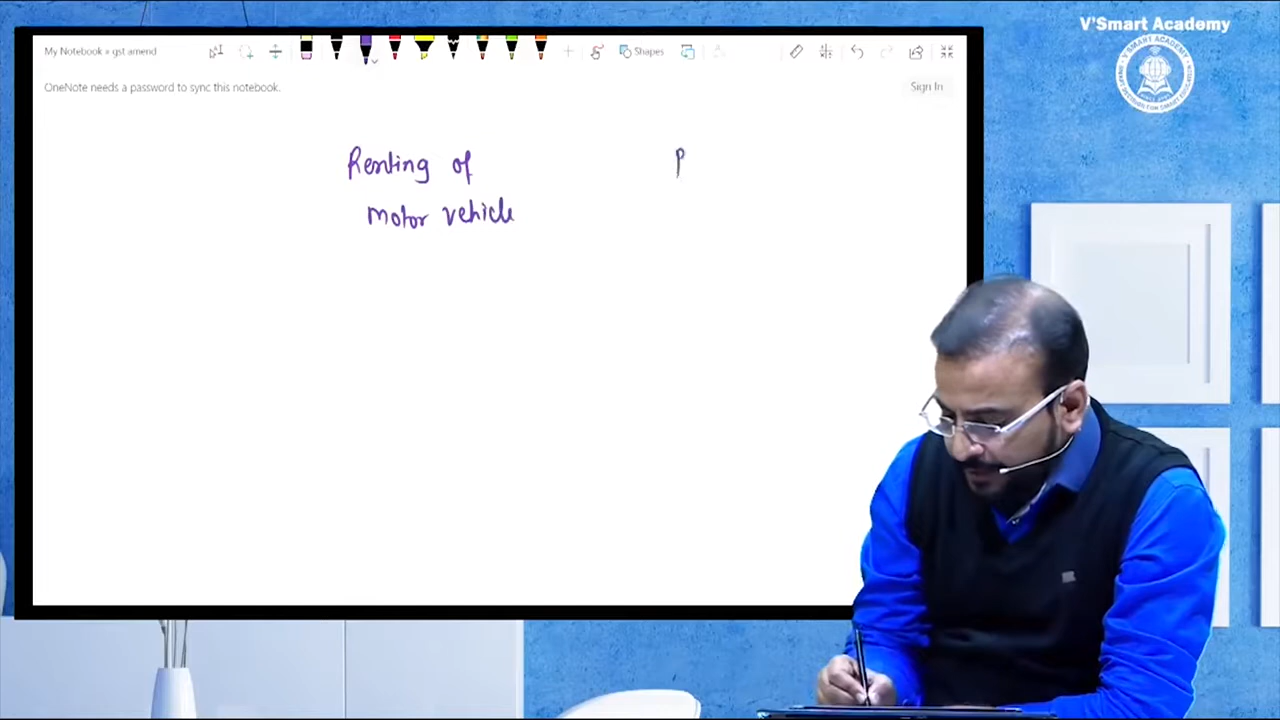 V'Smart Academy
My Notebook » gst amend
Shapes
OneNote needs a password to sync this notebook.
Sign In
Renting of
P
motor vehicle